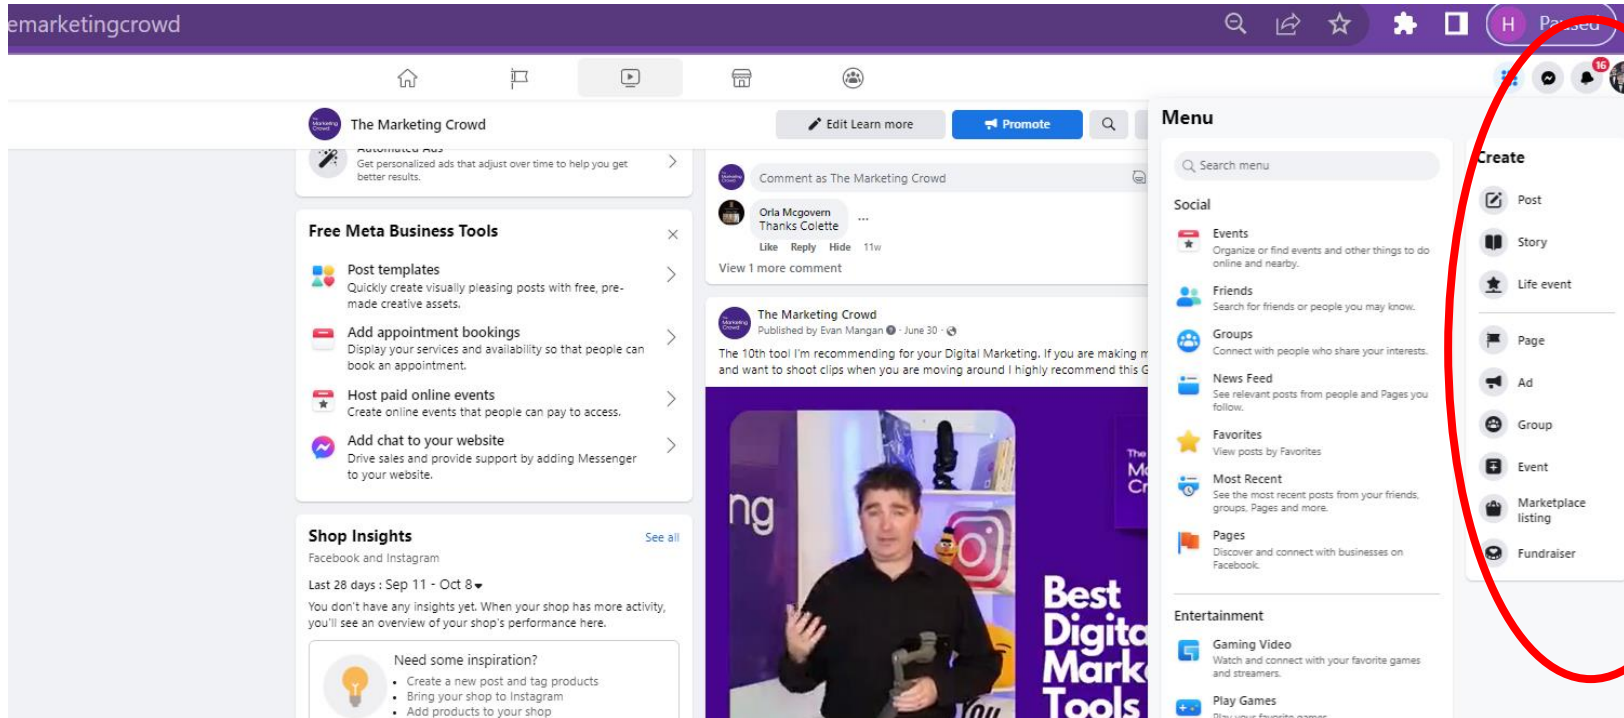 emarketingcrowd
H Paused
16
The Marketing Crowd
Edit Learn more
Promote
Automated Ads
Get personalized ads that adjust over time to help you get
better results.
Free Meta Business Tools
Post templates
Quickly create visually pleasing posts with free, pre-
made creative assets.
Add appointment bookings
Display your services and availability so that people can
book an appointment.
Host paid online events
Create online events that people can pay to access.
Add chat to your website
Drive sales and provide support by adding Messenger
to your website.
Shop Insights
See all
Facebook and Instagram
Last 28 days : Sep 11 - Oct 8
You don't have any insights yet. When your shop has more activity,
you'll see an overview of your shop's performance here.
Need some inspiration?
• Create a new post and tag products
• Bring your shop to Instagram
• Add products to your shop
Comment as The Marketing Crowd
Orla Mcgovern
Thanks Colette
Like Reply Hide 11w
View 1 more comment
The Marketing Crowd
Published by Evan Mangan · June 30 ·
The 10th tool I'm recommending for your Digital Marketing. If you are making m
and want to shoot clips when you are moving around I highly recommend this G
ng
The
Ma
Cr
Best
Digita
Mark
Tools
You
Menu
Search menu
Social
Events
Organize or find events and other things to do
online and nearby.
Friends
Search for friends or people you may know.
Groups
Connect with people who share your interests.
News Feed
See relevant posts from people and Pages you
follow.
Favorites
View posts by Favorites
Most Recent
See the most recent posts from your friends,
groups, Pages and more.
Pages
Discover and connect with businesses on
Facebook.
Entertainment
Gaming Video
Watch and connect with your favorite games
and streamers.
Play Games
Play your favorite games.
Create
Post
Story
Life event
Page
Ad
Group
Event
Marketplace
listing
Fundraiser